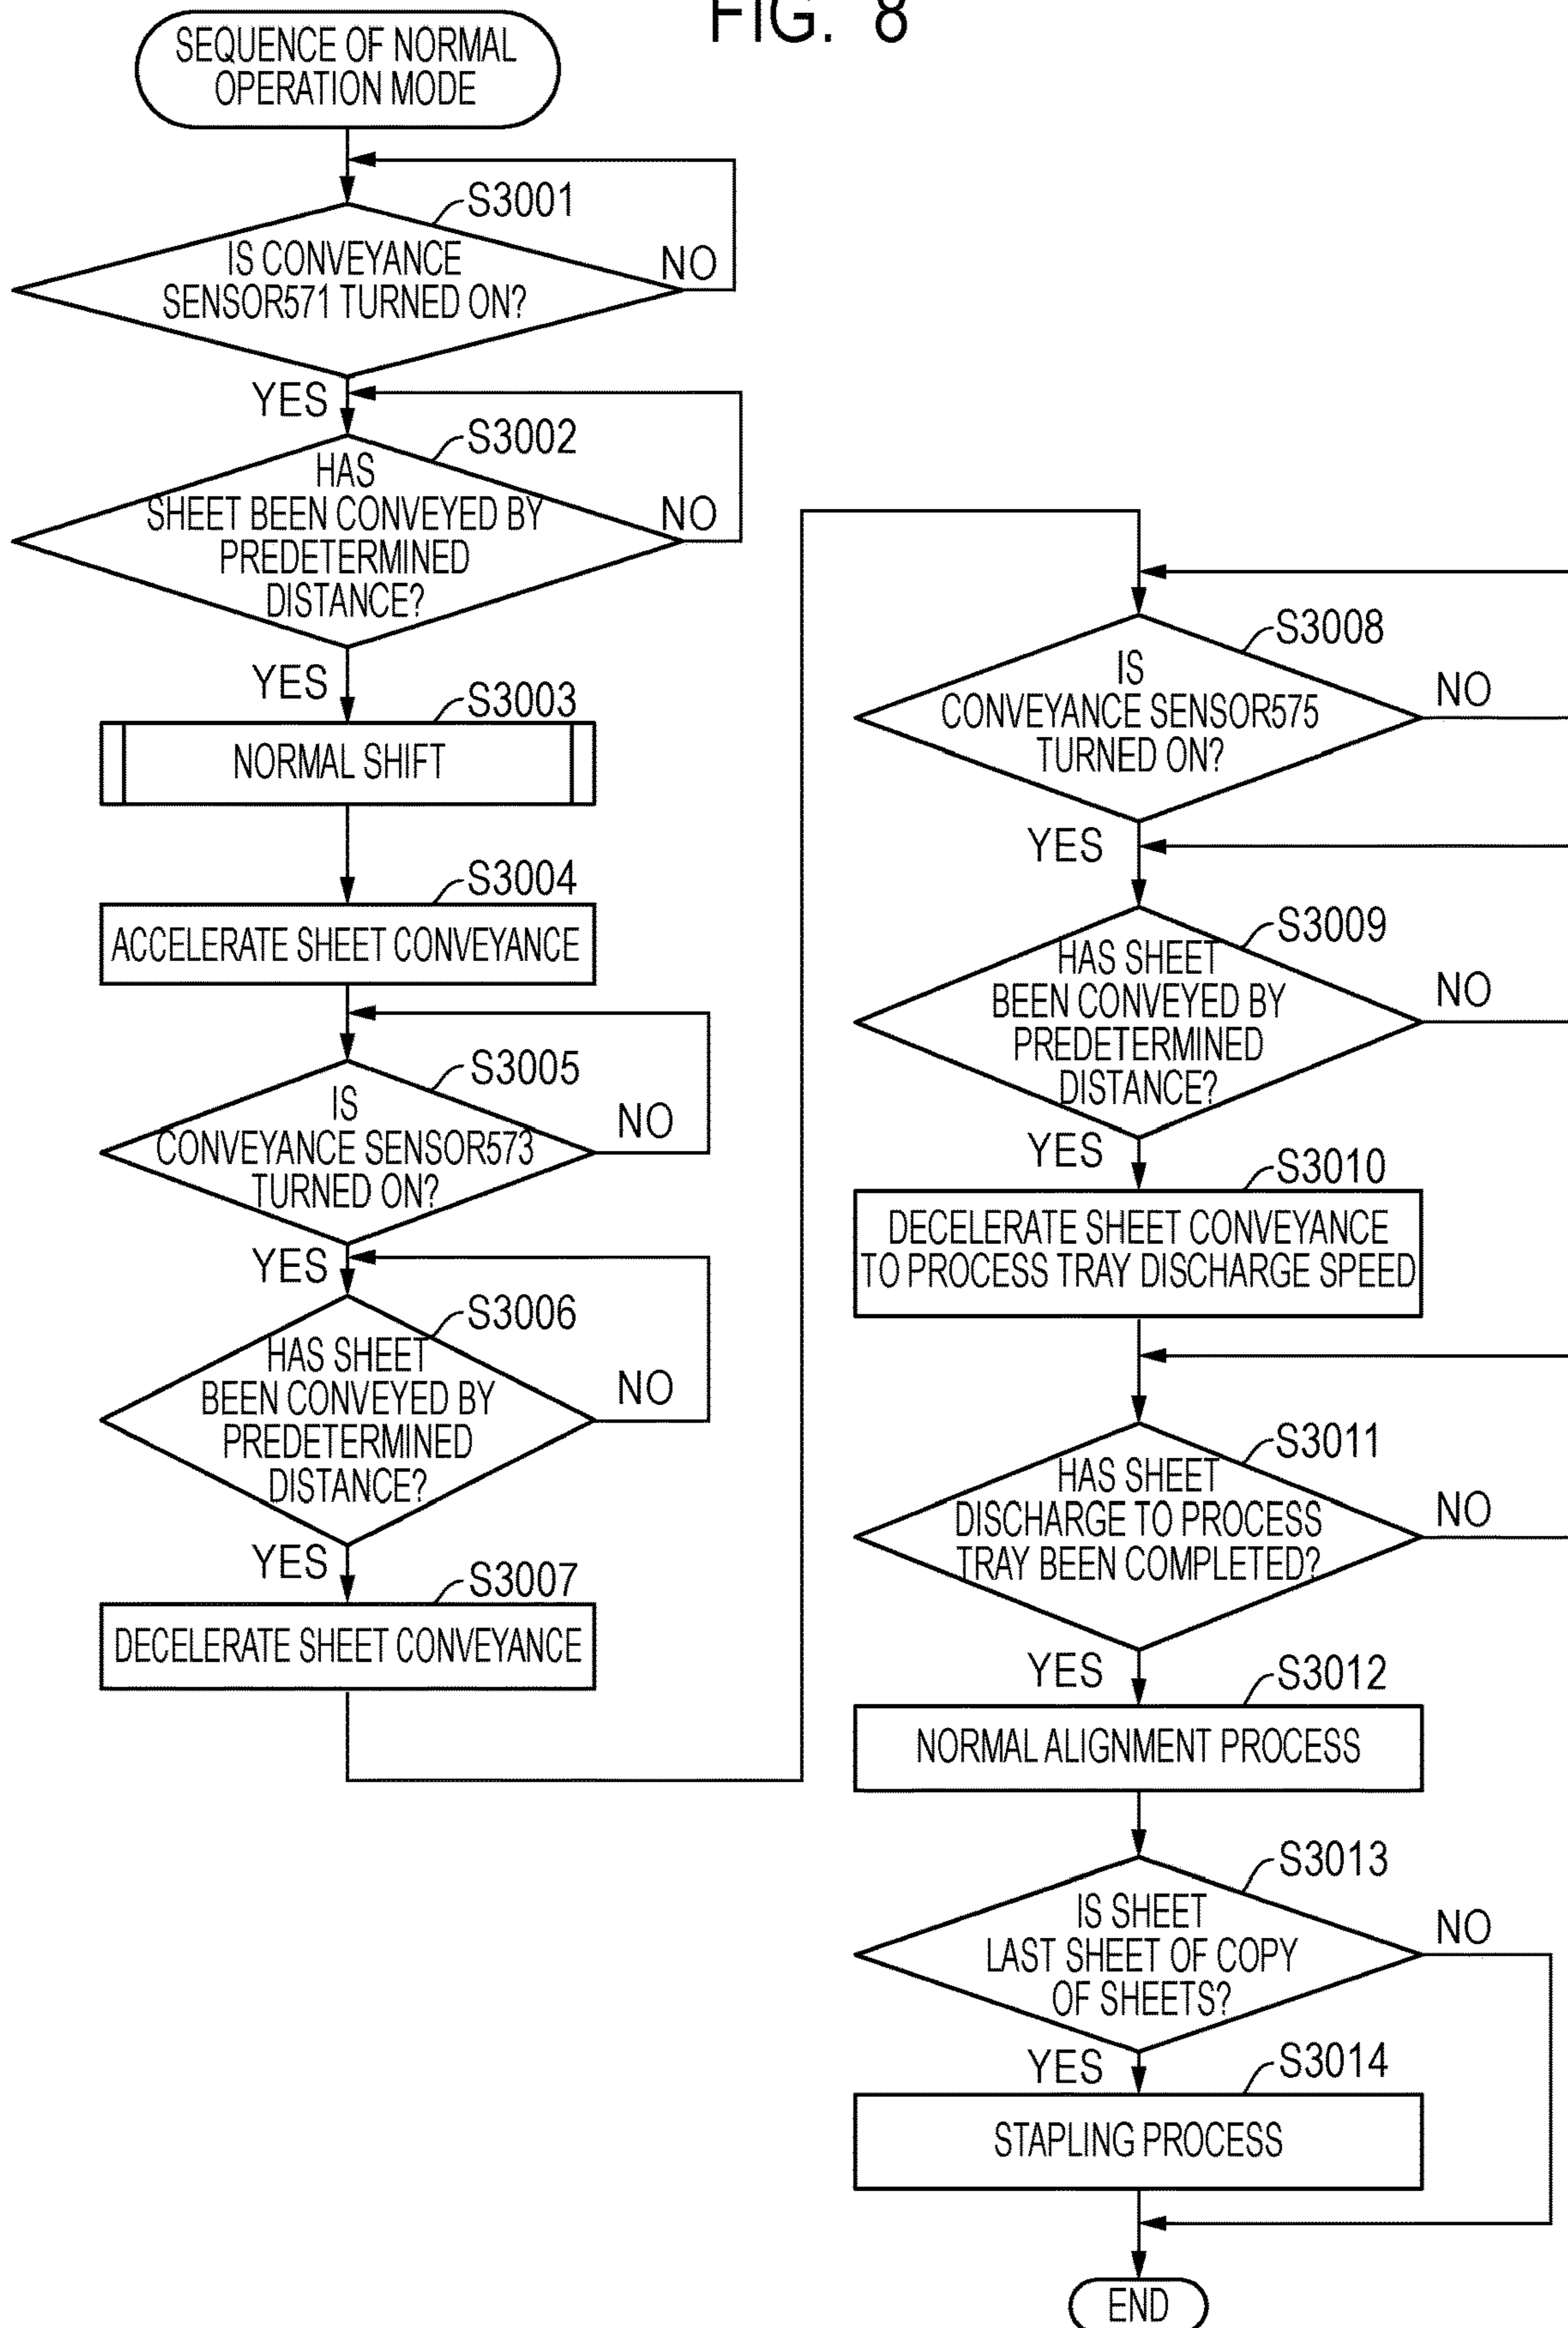 FIG. 8
SEQUENCE OF NORMAL
OPERATION MODE
S3001
IS CONVEYANCE
SENSOR571 TURNED ON?
NO
YES
S3002
HAS
SHEET BEEN CONVEYED BY
PREDETERMINED
DISTANCE?
NO
YES
S3003
NORMAL SHIFT
S3004
ACCELERATE SHEET CONVEYANCE
S3005
IS
CONVEYANCE SENSOR573
TURNED ON?
NO
YES
S3006
HAS SHEET
BEEN CONVEYED BY
PREDETERMINED
DISTANCE?
NO
YES
S3007
DECELERATE SHEET CONVEYANCE
S3008
IS
CONVEYANCE SENSOR575
TURNED ON?
NO
YES
S3009
HAS SHEET
BEEN CONVEYED BY
PREDETERMINED
DISTANCE?
NO
YES
S3010
DECELERATE SHEET CONVEYANCE
TO PROCESS TRAY DISCHARGE SPEED
S3011
HAS SHEET
DISCHARGE TO PROCESS
TRAY BEEN COMPLETED?
NO
YES
S3012
NORMAL ALIGNMENT PROCESS
S3013
IS SHEET
LAST SHEET OF COPY
OF SHEETS?
NO
YES
S3014
STAPLING PROCESS
END